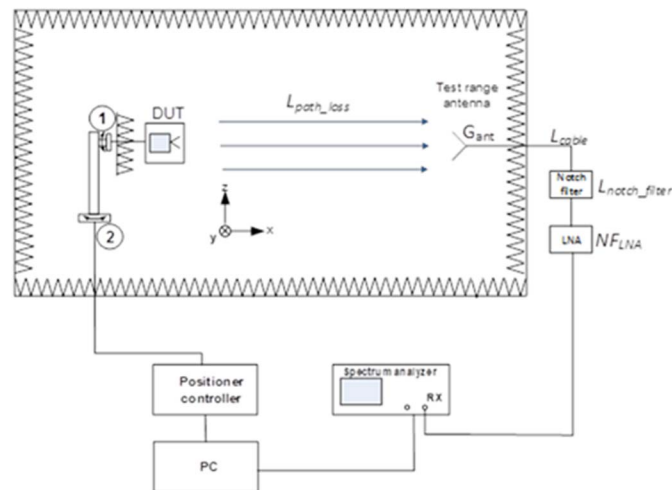 1
DUT
L_path_loss
Test range
antenna
G_ant
L_cable
z
y
x
2
Notch
filter
L_notch_filter
LNA
NF_LNA
Positioner
controller
Spectrum analyzer
RX
PC